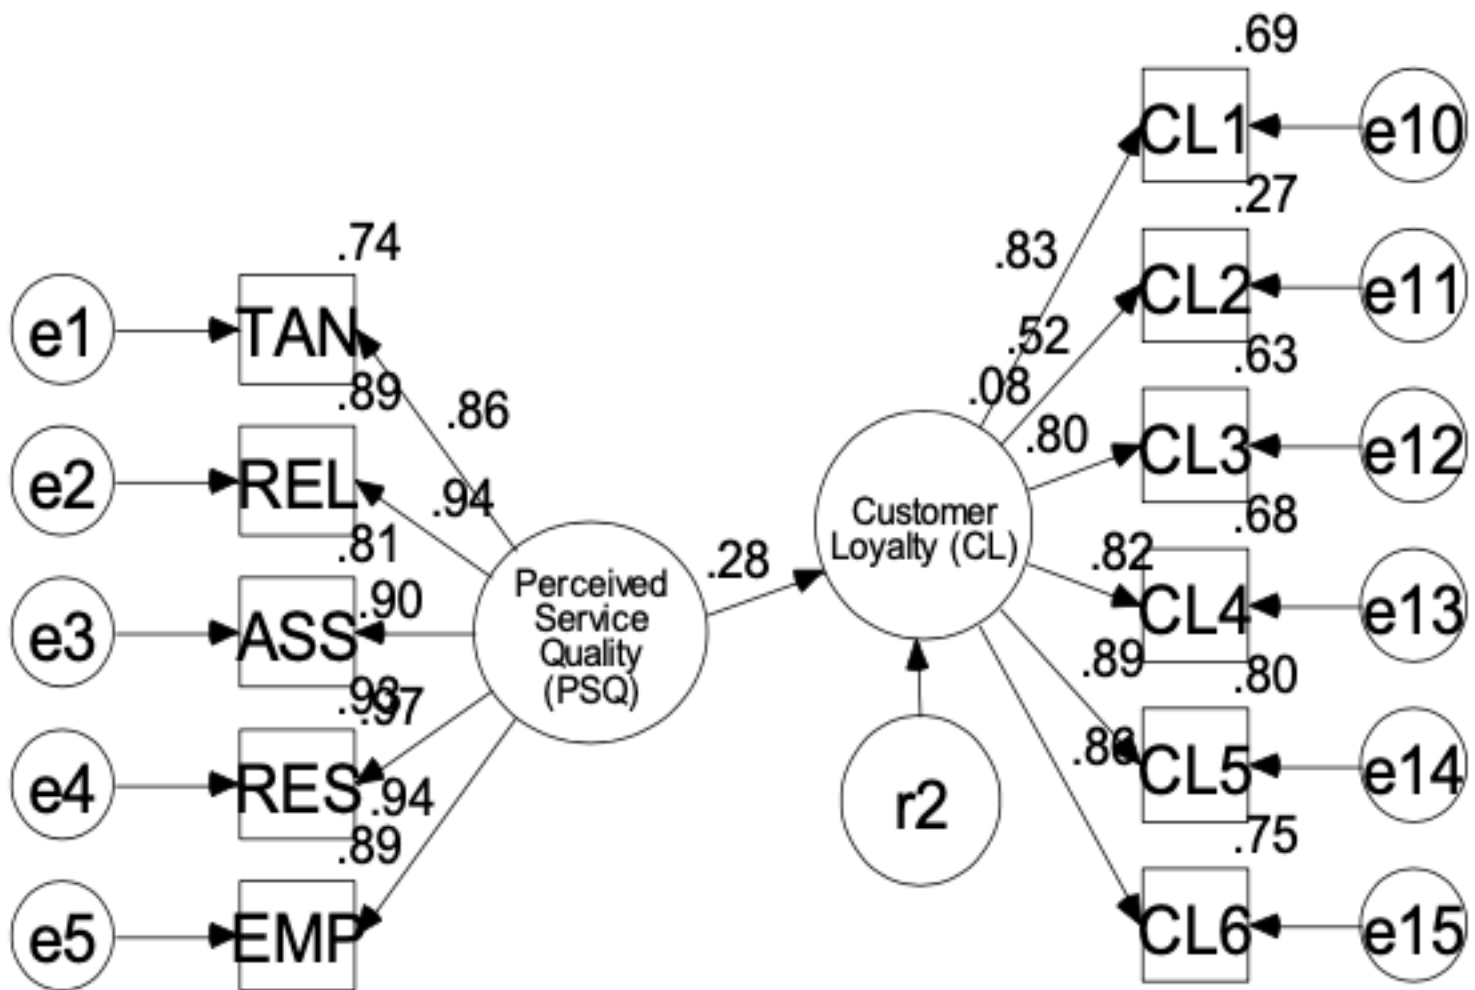 .69
CL1
e10
.27
.83
CL2
e11
.74
.52
.63
e1
TAN
.08
.89
.86
.80
CL3
e12
e2
REL
.94
.68
.81
Customer
Loyalty (CL)
.28
.82
Perceived
Service
Quality
(PSQ)
.90
e3
ASS
CL4
e13
.89
.80
.97
.86
CL5
e14
e4
RES
.94
r2
.89
.75
e5
EMP
CL6
e15